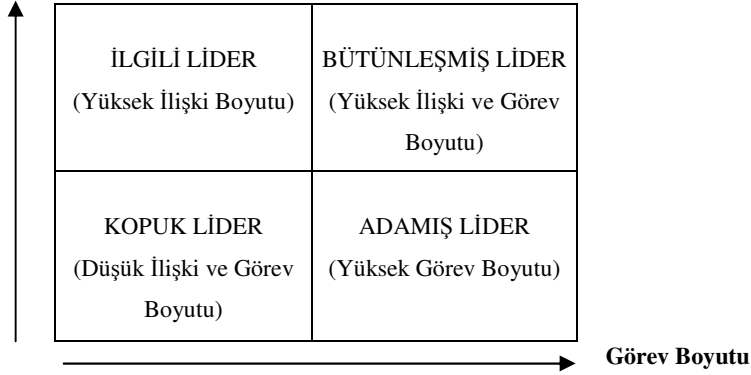 İLGİLİ LİDER
(Yüksek İlişki Boyutu)
BÜTÜNLEŞMİŞ LİDER
(Yüksek İlişki ve Görev
Boyutu)
KOPUK LİDER
(Düşük İlişki ve Görev
Boyutu)
ADAMIŞ LİDER
(Yüksek Görev Boyutu)
Görev Boyutu